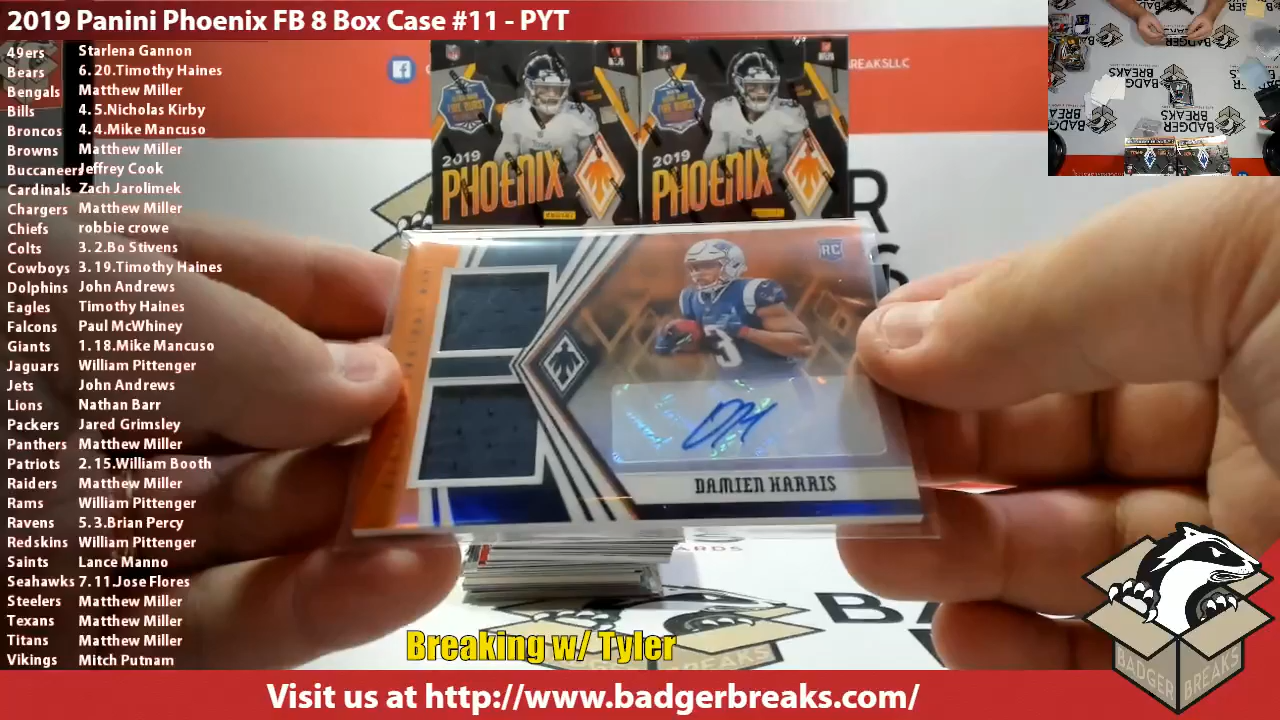 2019 Panini Phoenix FB 8 Box Case #11 - PYT
49ers Starlena Gannon
Bears 6. 20.Timothy Haines
Bengals Matthew Miller
Bills 4. 5.Nicholas Kirby
Broncos 4. 4.Mike Mancuso
Browns Matthew Miller
Buccaneers Jeffrey Cook
Cardinals Zach Jarolimek
Chargers Matthew Miller
Chiefs robbie crowe
Colts 3. 2.Bo Stivens
Cowboys 3. 19.Timothy Haines
Dolphins John Andrews
Eagles Timothy Haines
Falcons Paul McWhiney
Giants 1. 18.Mike Mancuso
Jaguars William Pittenger
Jets John Andrews
Lions Nathan Barr
Packers Jared Grimsley
Panthers Matthew Miller
Patriots 2. 15.William Booth
Raiders Matthew Miller
Rams William Pittenger
Ravens 5. 3.Brian Percy
Redskins William Pittenger
Saints Lance Manno
Seahawks 7. 11.Jose Flores
Steelers Matthew Miller
Texans Matthew Miller
Titans Matthew Miller
Vikings Mitch Putnam
2019
PHOENIX
2019
PHOENIX
REAKSLLC
RC
3
DH
DAMIEN HARRIS
BADGER
BREAKS
Breaking w/ Tyler
BADGER BREAKS
Visit us at http://www.badgerbreaks.com/